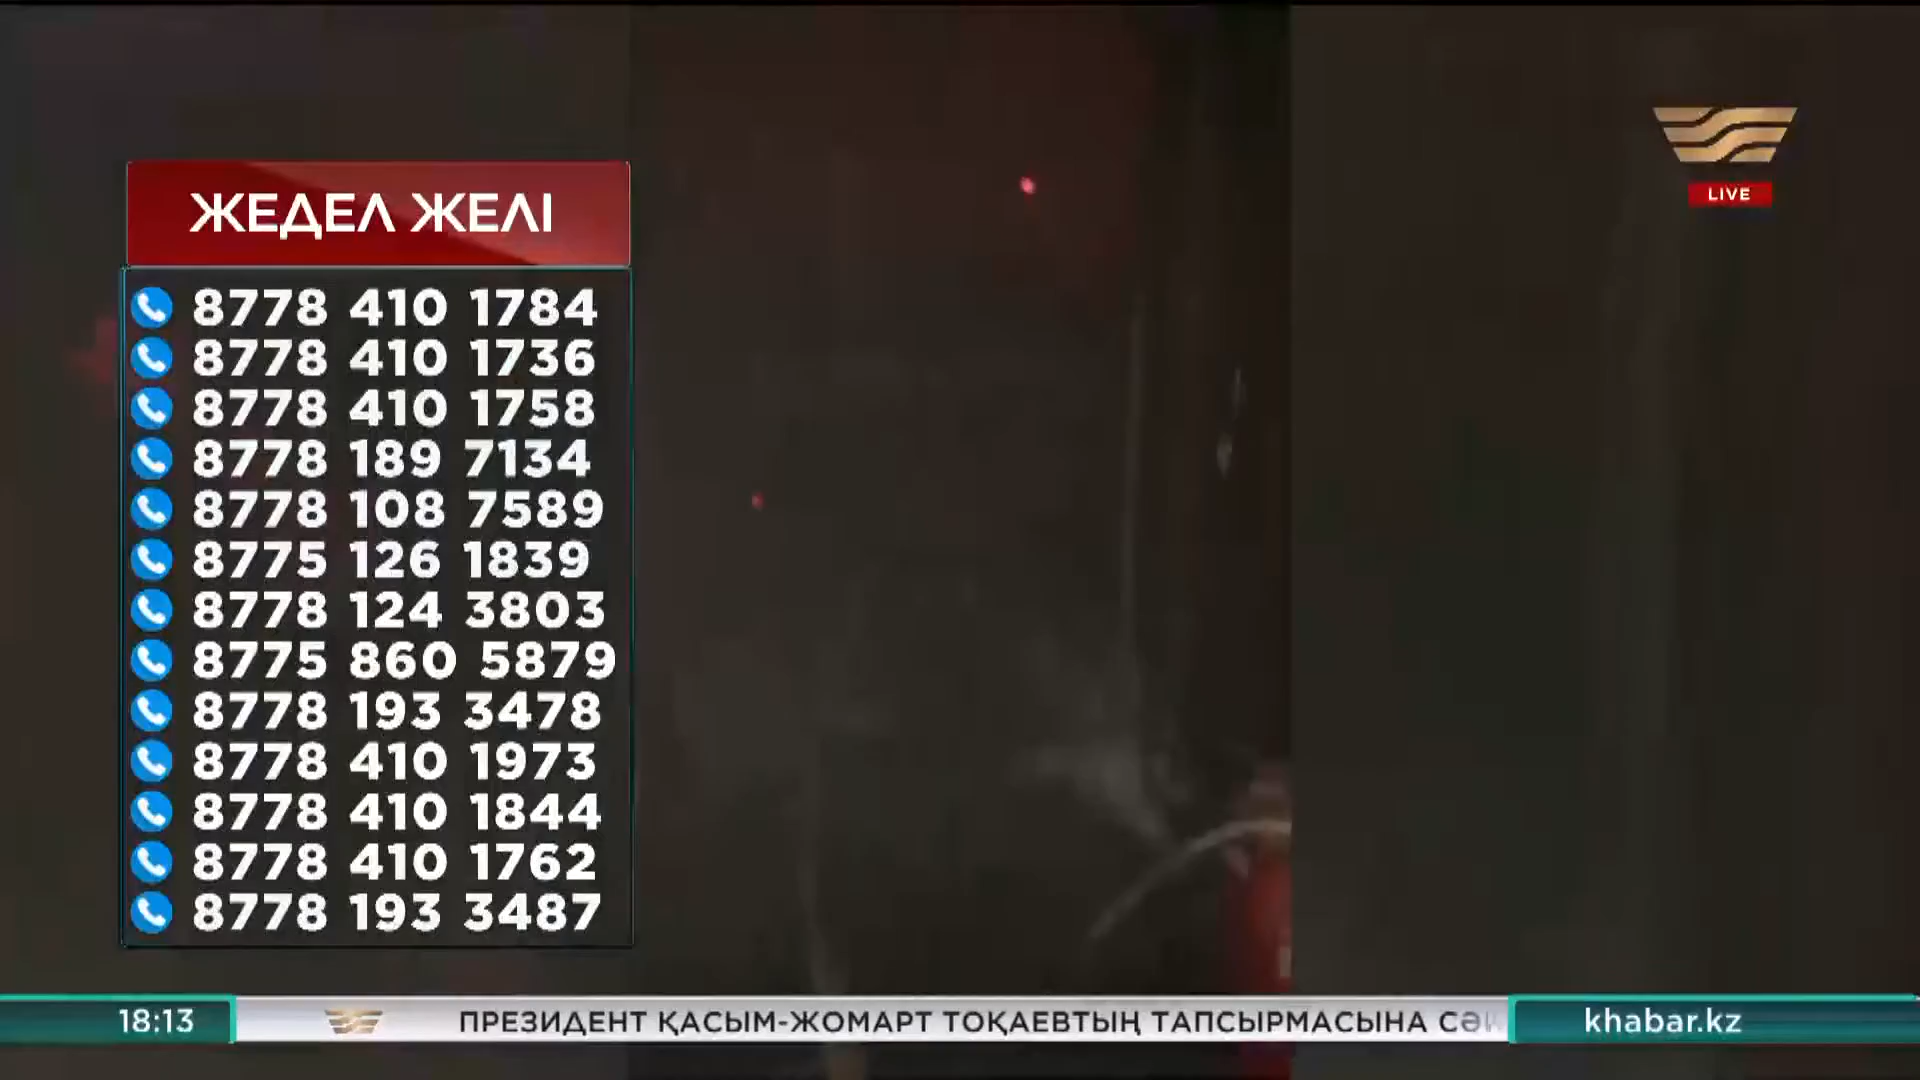 LIVE
ЖЕДЕЛ ЖЕЛІ
8778 410 1784
8778 410 1736
8778 410 1758
8778 189 7134
8778 108 7589
8775 126 1839
8778 124 3803
8775 860 5879
8778 193 3478
8778 410 1973
8778 410 1844
8778 410 1762
8778 193 3487
18:13 ПРЕЗИДЕНТ ҚАСЫМ-ЖОМАРТ ТОҚАЕВТЫҢ ТАПСЫРМАСЫНА khabar.kz